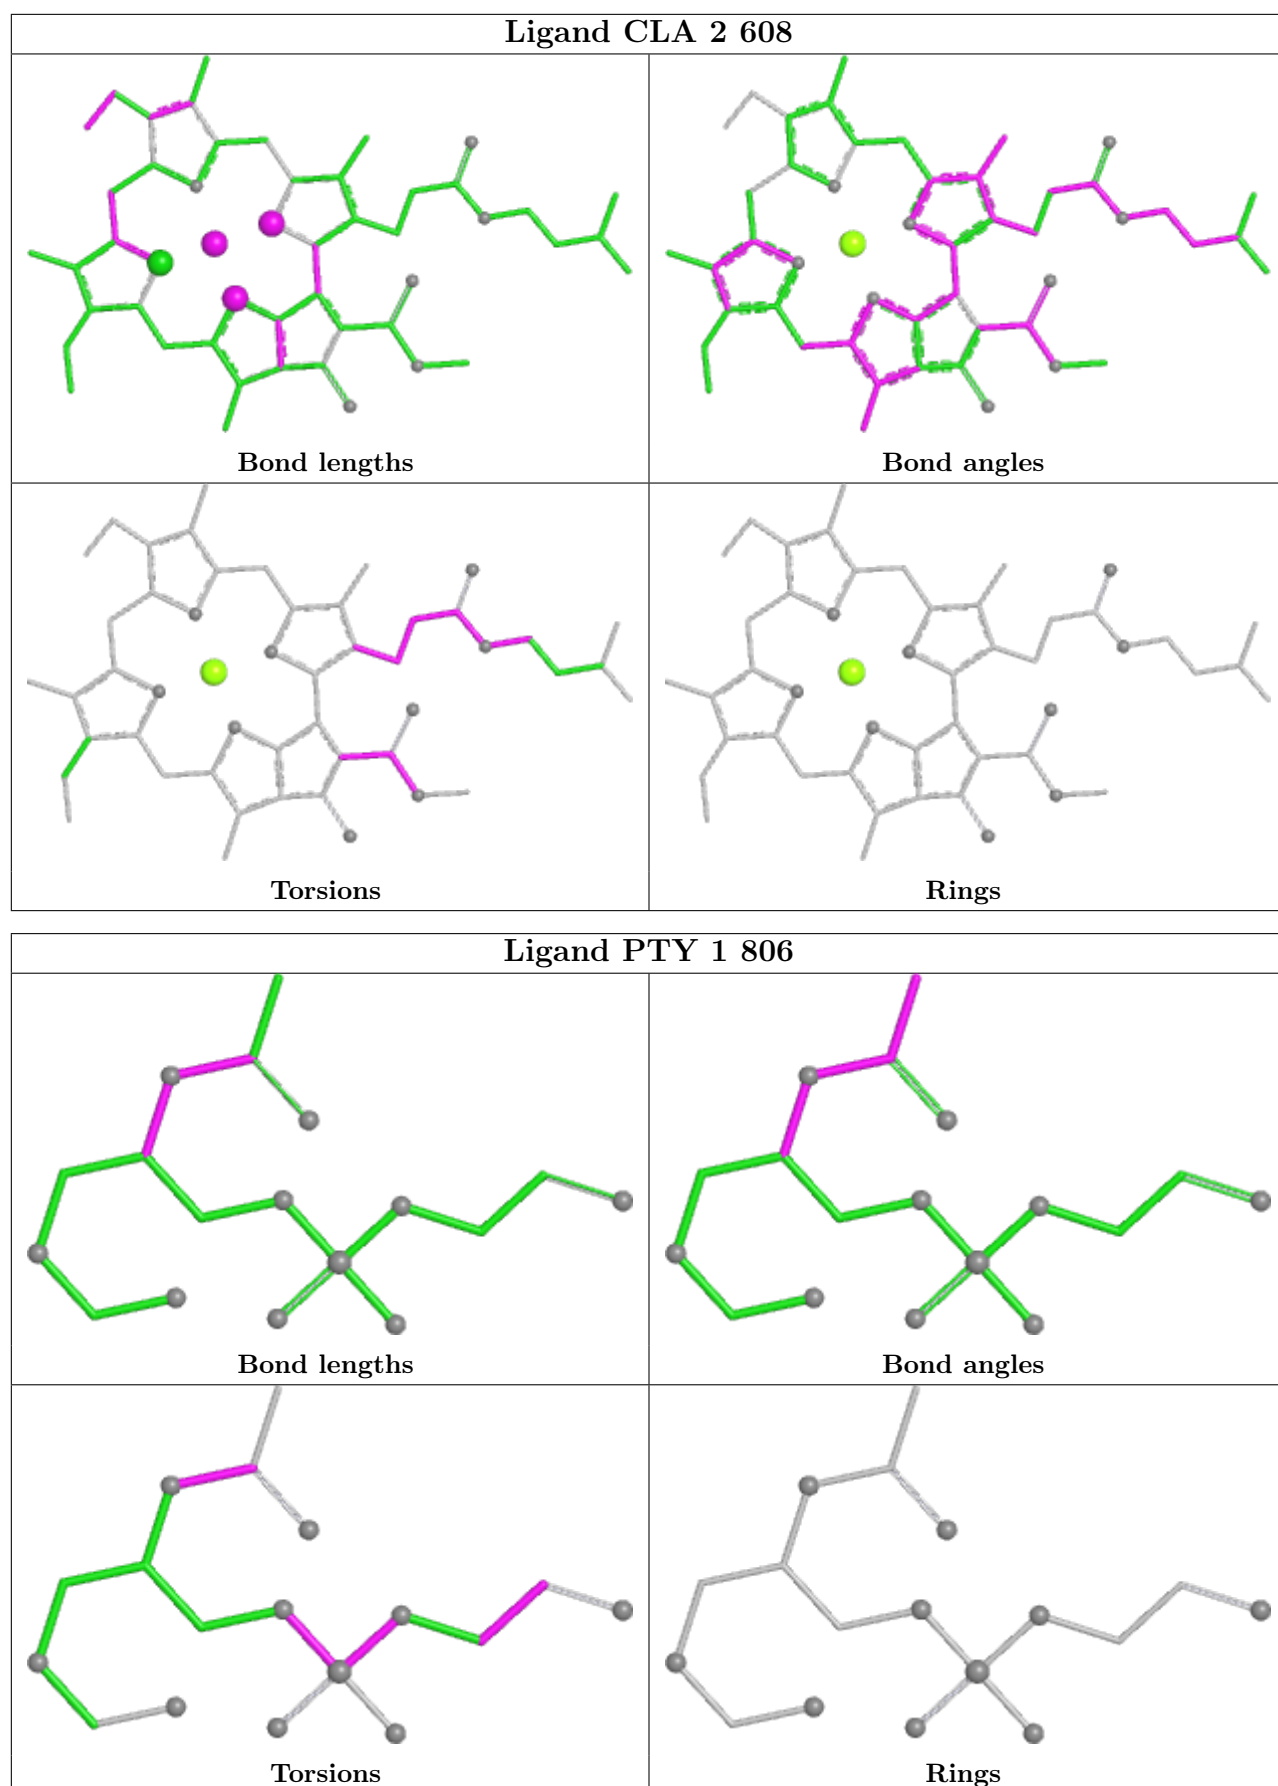 Ligand CLA 2 608
Bond lengths
Bond angles
Torsions
Rings
Ligand PTY 1 806
Bond lengths
Bond angles
Torsions
Rings